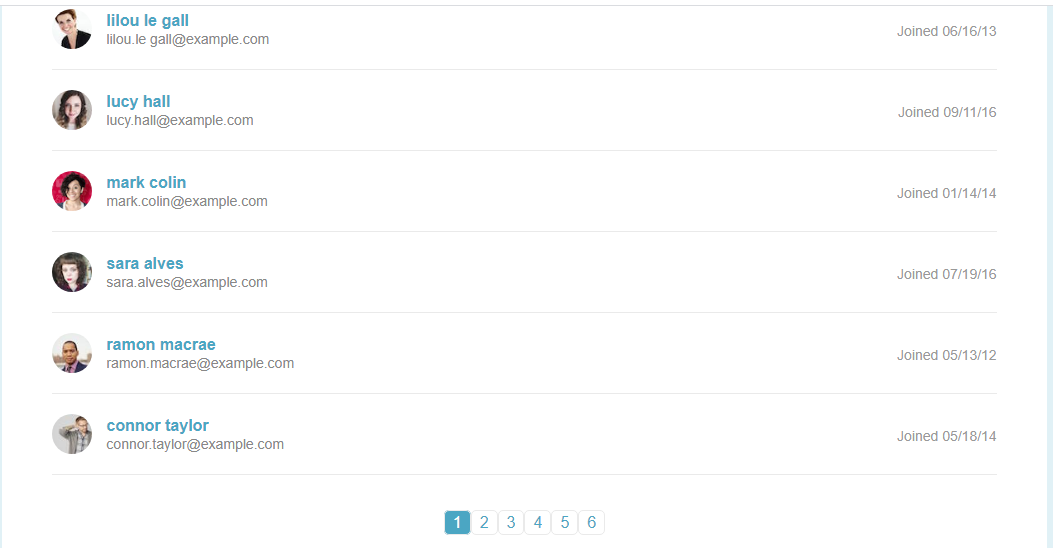 lilou le gall
lilou.le gall@example.com
Joined 06/16/13
lucy hall
lucy.hall@example.com
Joined 09/11/16
mark colin
mark.colin@example.com
Joined 01/14/14
sara alves
sara.alves@example.com
Joined 07/19/16
ramon macrae
ramon.macrae@example.com
Joined 05/13/12
connor taylor
connor.taylor@example.com
Joined 05/18/14
1 2 3 4 5 6